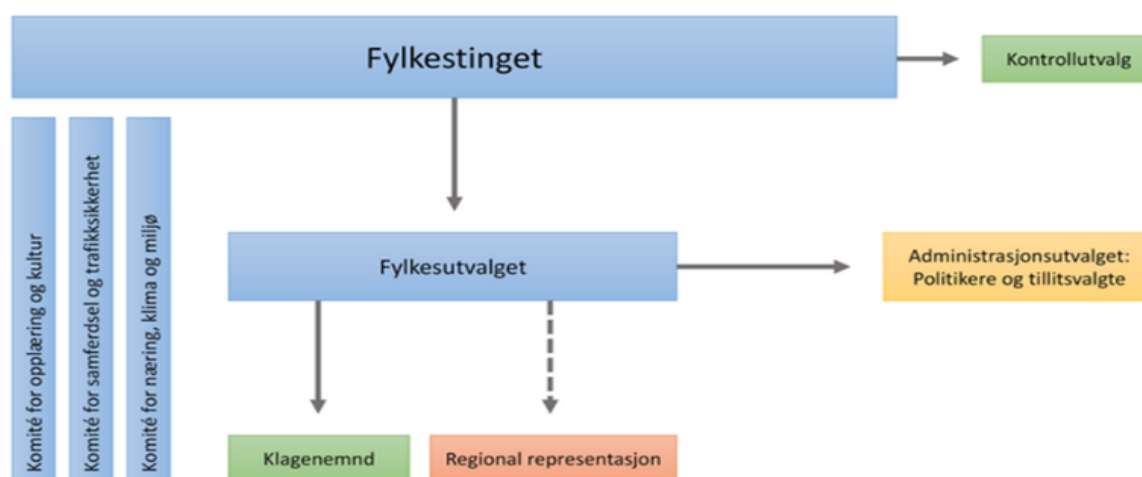 Fylkestinget
Kontrollutvalg
Komité for opplæring og kultur
Komité for samferdsel og trafikksikkerhet
Komité for næring, klima og miljø
Fylkesutvalget
Administrasjonsutvalget:
Politikere og tillitsvalgte
Klagenemnd
Regional representasjon